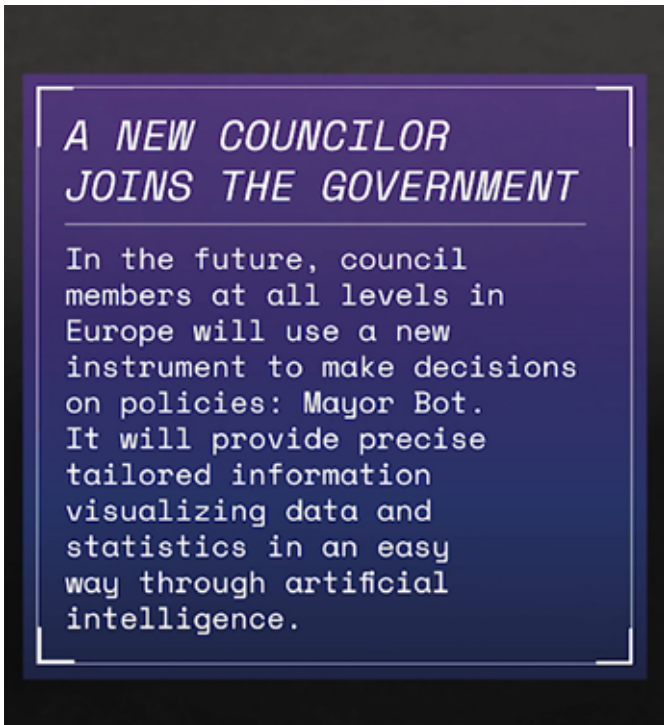 A NEW COUNCILOR
JOINS THE GOVERNMENT
In the future, council
members at all levels in
Europe will use a new
instrument to make decisions
on policies: Mayor Bot.
It will provide precise
tailored information
visualizing data and
statistics in an easy
way through artificial
intelligence.